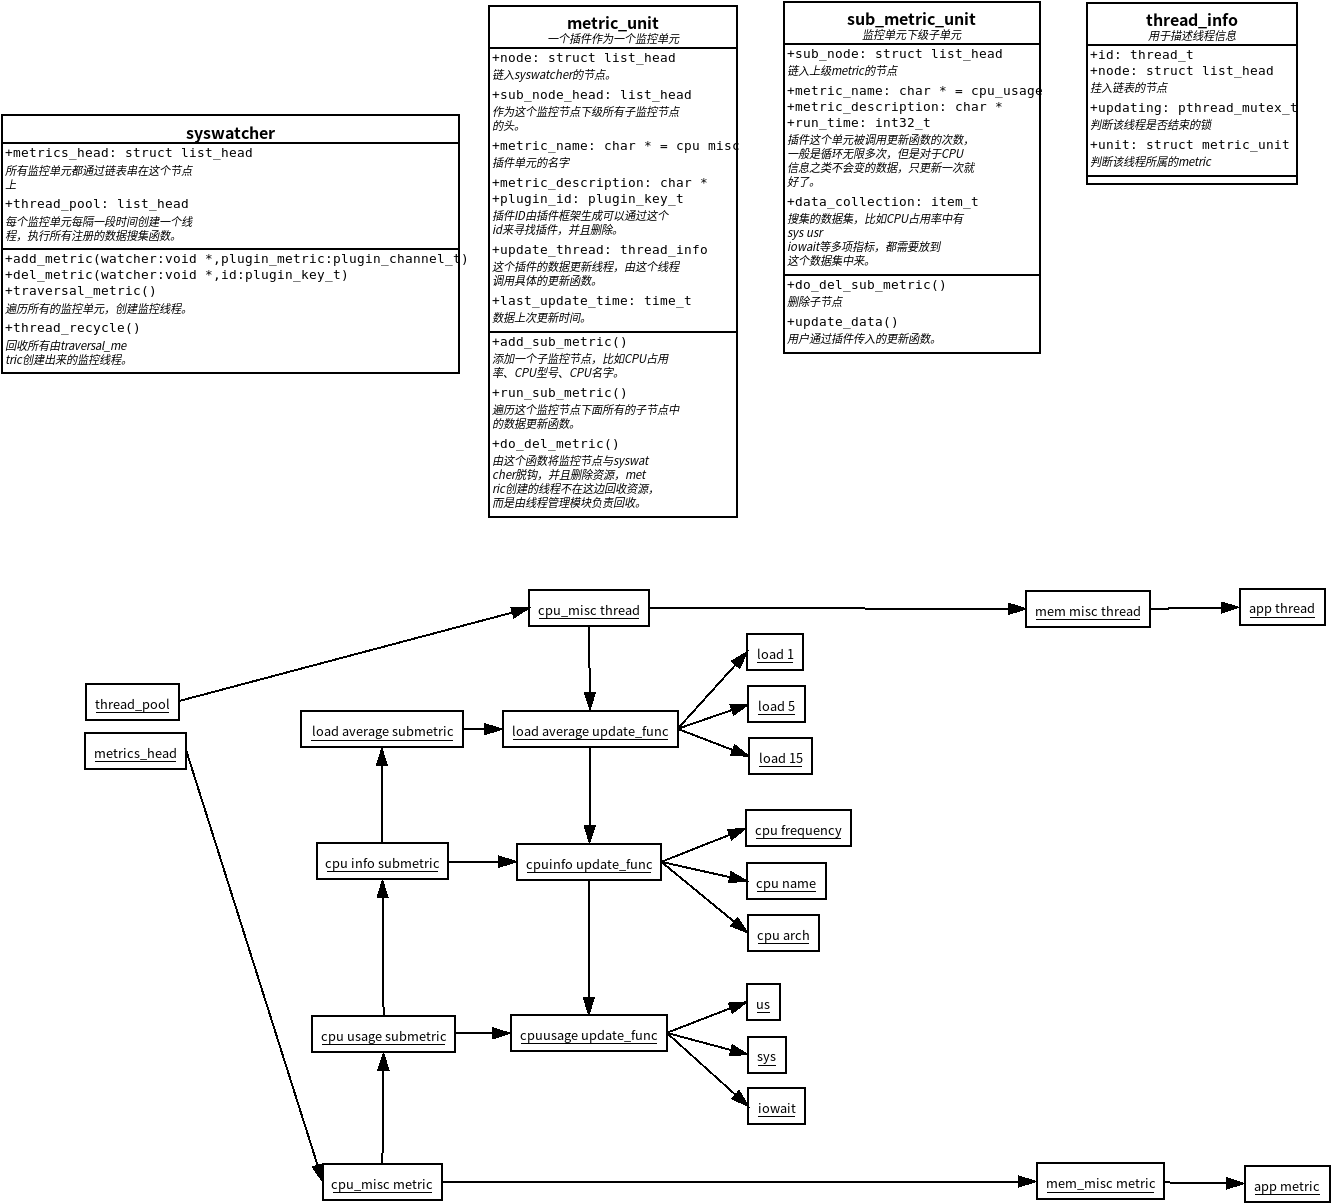 syswatcher
+metrics_head: struct list_head
所有监控单元都通过链表串在这个节点
上
+thread_pool: list_head
每个监控单元每隔一段时间创建一个线
程，执行所有注册的数据搜集函数。
+add_metric(watcher:void *,plugin_metric:plugin_channel_t)
+del_metric(watcher:void *,id:plugin_key_t)
+traversal_metric()
遍历所有的监控单元，创建监控线程。
+thread_recycle()
回收所有由traversal_me
tric创建出来的监控线程。
metric_unit
一个插件作为一个监控单元
+node: struct list_head
链入syswatcher的节点。
+sub_node_head: list_head
作为这个监控节点下级所有子监控节点
的头。
+metric_name: char * = cpu misc
插件单元的名字
+metric_description: char *
+plugin_id: plugin_key_t
插件ID由插件框架生成可以通过这个
id来寻找插件，并且删除。
+update_thread: thread_info
这个插件的数据更新线程，由这个线程
调用具体的更新函数。
+last_update_time: time_t
数据上次更新时间。
+add_sub_metric()
添加一个子监控节点，比如CPU占用
率、CPU型号、CPU名字。
+run_sub_metric()
遍历这个监控节点下面所有的子节点中
的数据更新函数。
+do_del_metric()
由这个函数将监控节点与syswat
cher脱钩，并且删除资源，met
ric创建的线程不在这边回收资源，
而是由线程管理模块负责回收。
sub_metric_unit
监控单元下级子单元
+sub_node: struct list_head
链入上级metric的节点
+metric_name: char * = cpu_usage
+metric_description: char *
+run_time: int32_t
插件这个单元被调用更新函数的次数，
一般是循环无限多次，但是对于CPU
信息之类不会变的数据，只更新一次就
好了。
+data_collection: item_t
搜集的数据集，比如CPU占用率中有
sys usr
iowait等多项指标，都需要放到
这个数据集中来。
+do_del_sub_metric()
删除子节点
+update_data()
用户通过插件传入的更新函数。
thread_info
用于描述线程信息
+id: thread_t
+node: struct list_head
挂入链表的节点
+updating: pthread_mutex_t
判断该线程是否结束的锁
+unit: struct metric_unit
判断该线程所属的metric
cpu_misc thread
mem misc thread
app thread
load 1
thread_pool
load 5
load average submetric
load average update_func
metrics_head
load 15
cpu frequency
cpu info submetric
cpuinfo update_func
cpu name
cpu arch
us
cpu usage submetric
cpuusage update_func
sys
iowait
cpu_misc metric
mem_misc metric
app metric